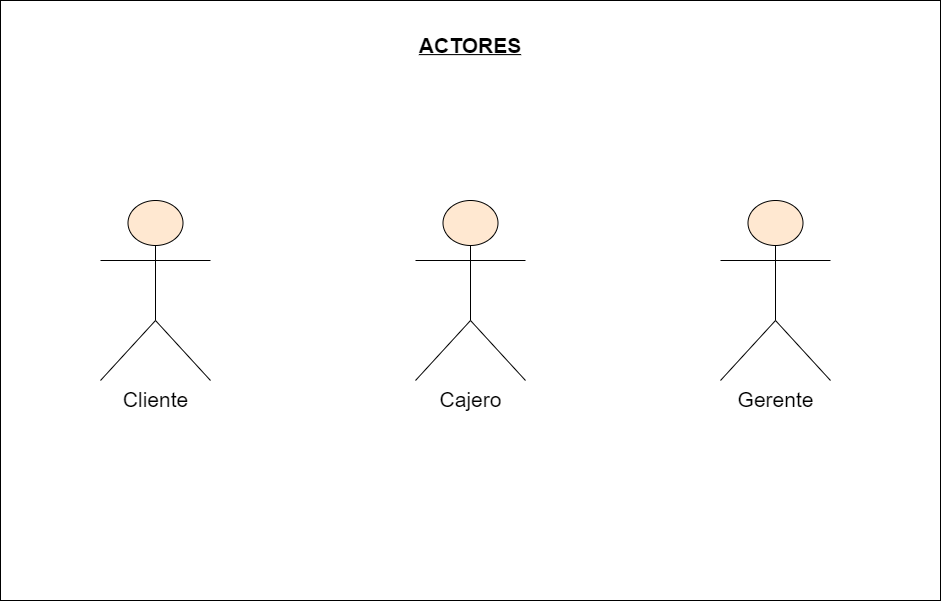 ACTORES
Cliente
Cajero
Gerente